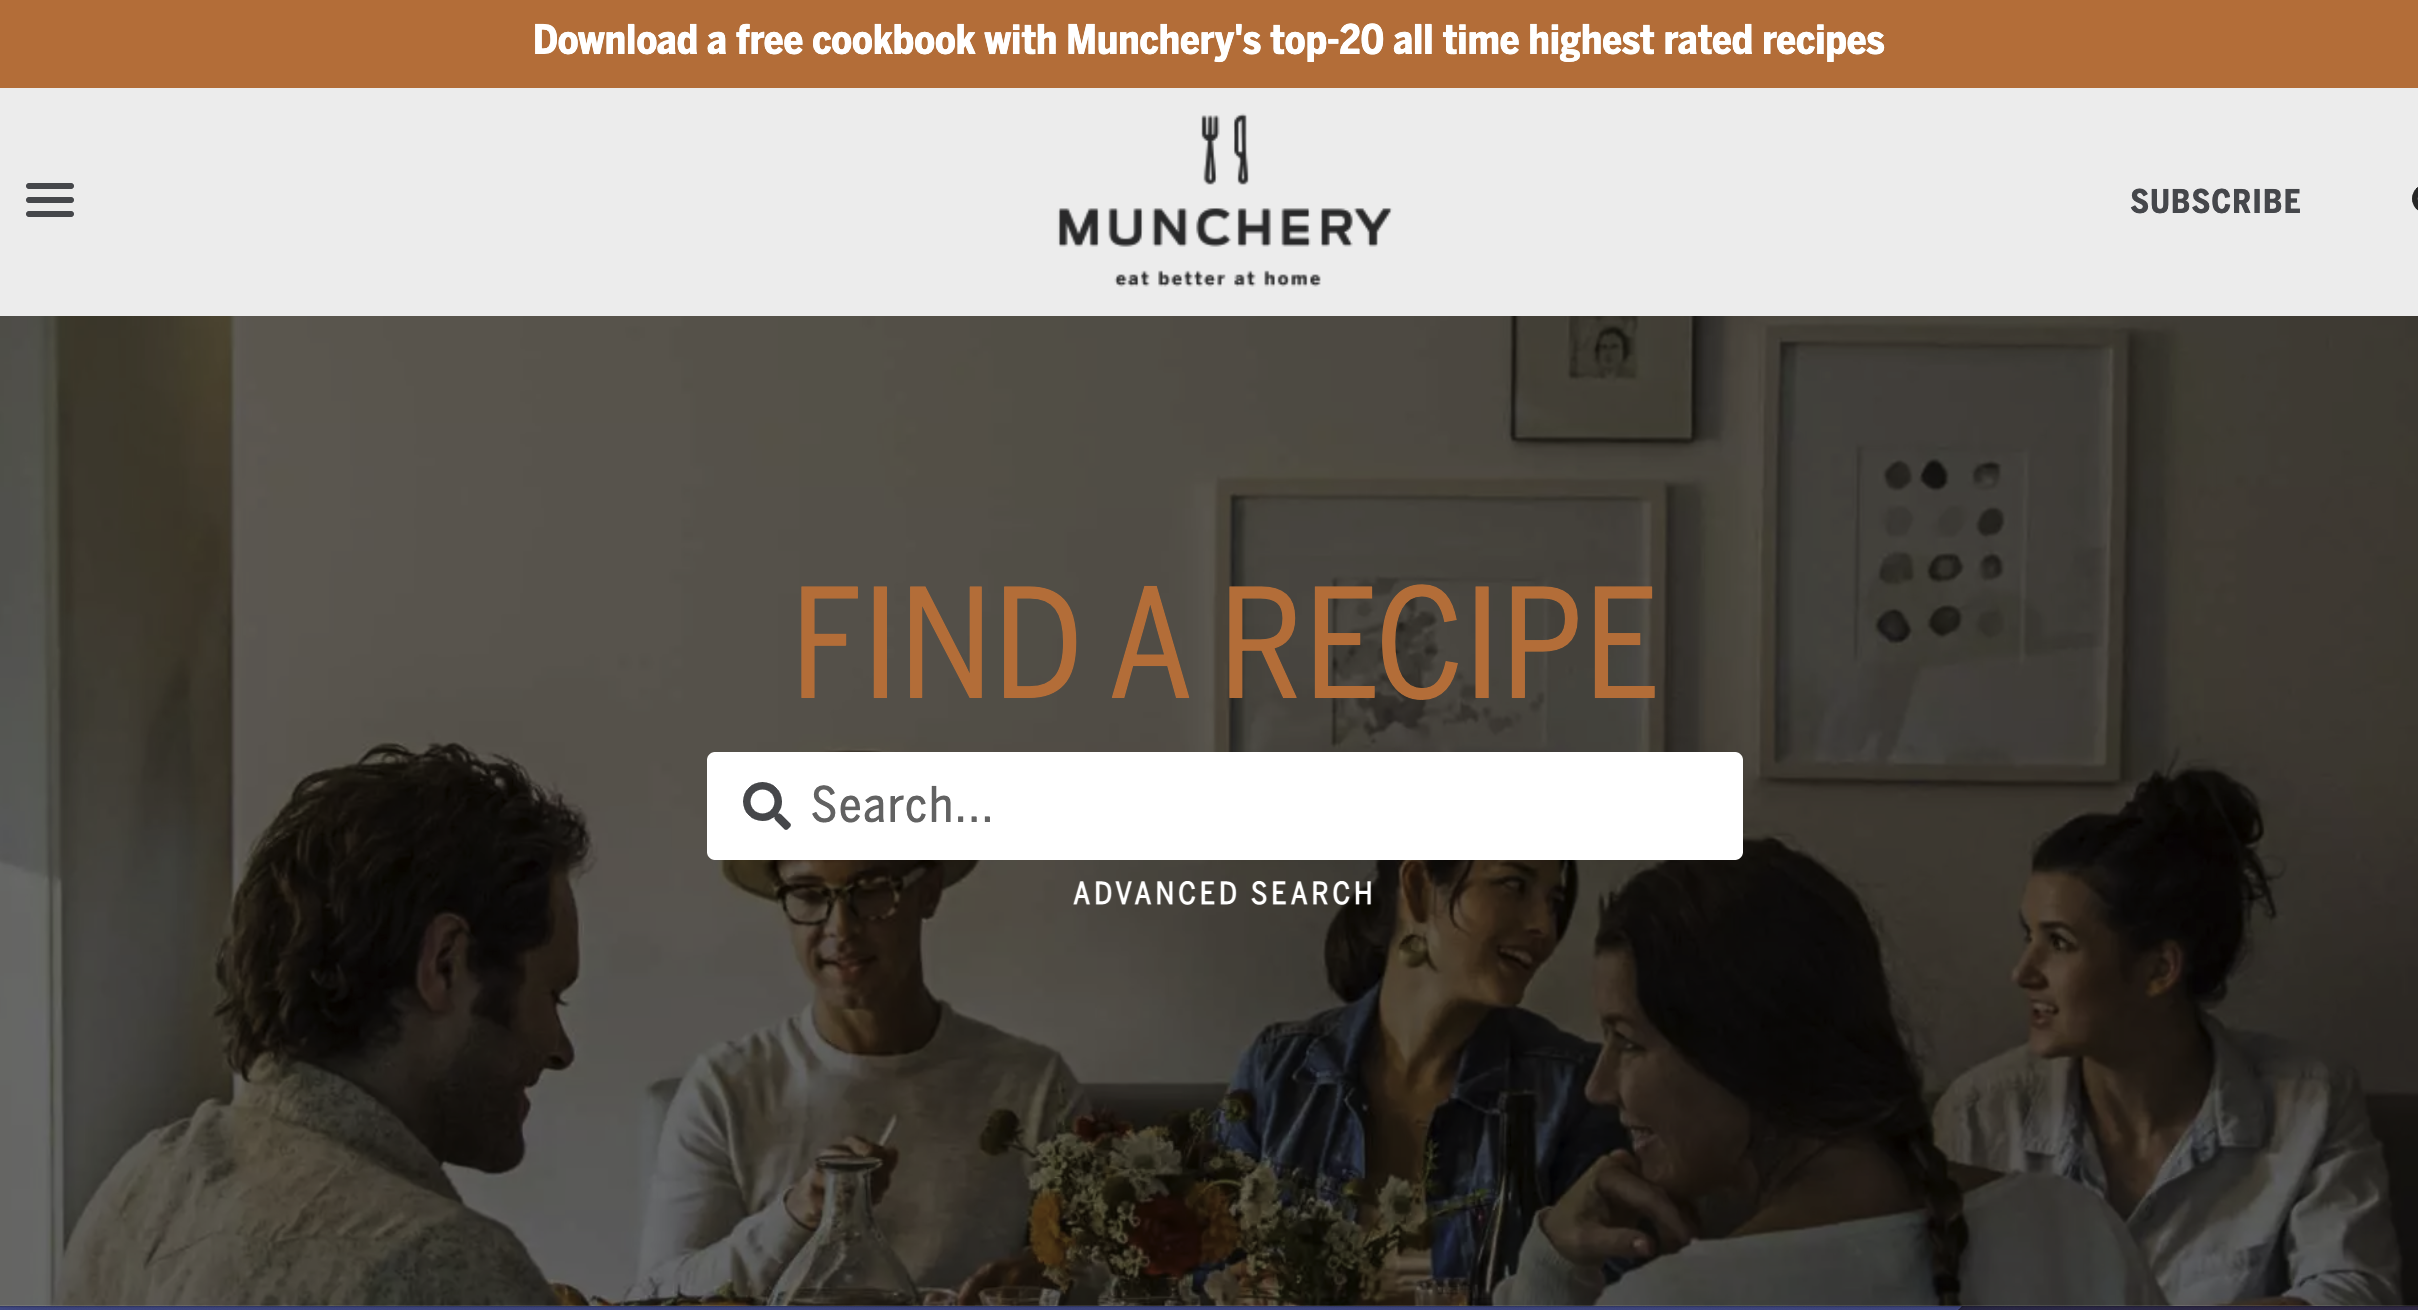 Download a free cookbook with Munchery's top-20 all time highest rated recipes
MUNCHERY
eat better at home
SUBSCRIBE
FIND A RECIPE
Search...
ADVANCED SEARCH